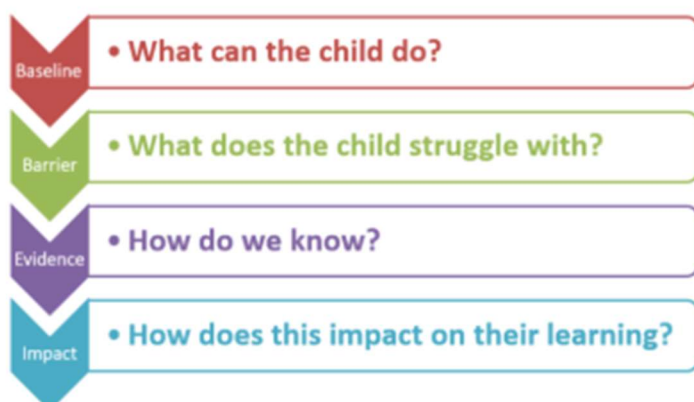 Baseline
• What can the child do?
Barrier
• What does the child struggle with?
Evidence
• How do we know?
Impact
• How does this impact on their learning?